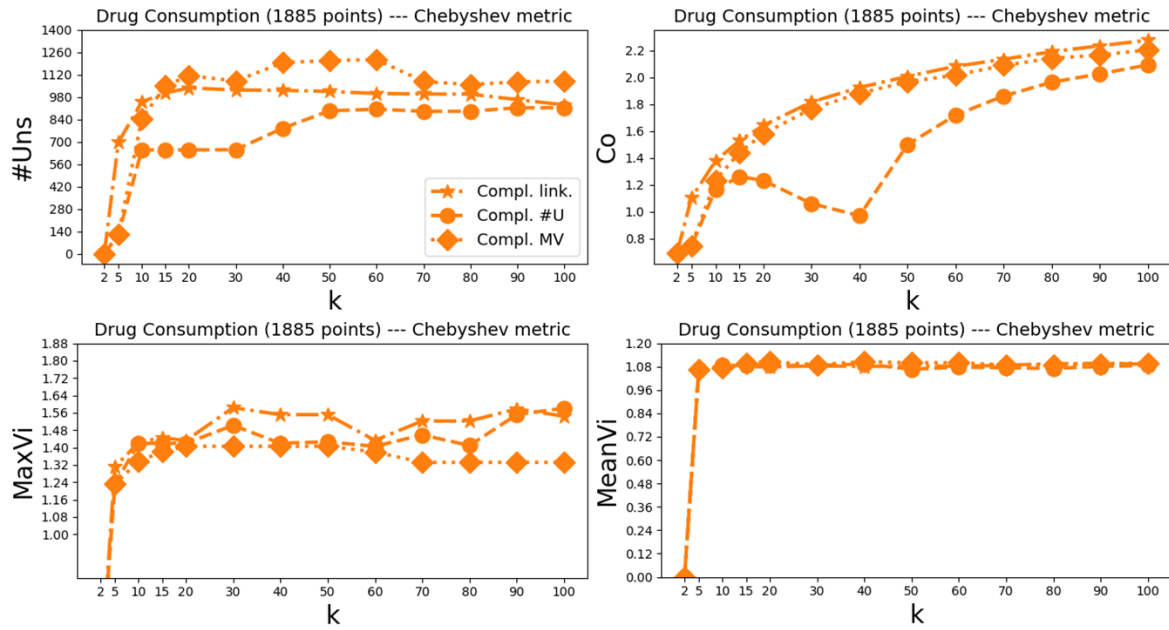 Drug Consumption (1885 points) --- Chebyshev metric
1400
1260
1120
980
840
700
560
420
280
140
0
#Uns
Compl. link.
Compl. #U
Compl. MV
2 5 10 15 20 30 40 50 60 70 80 90 100
k
Drug Consumption (1885 points) --- Chebyshev metric
2.2
2.0
1.8
1.6
1.4
1.2
1.0
0.8
Co
2 5 10 15 20 30 40 50 60 70 80 90 100
k
Drug Consumption (1885 points) --- Chebyshev metric
1.88
1.80
1.72
1.64
1.56
1.48
1.40
1.32
1.24
1.16
1.08
1.00
MaxVi
2 5 10 15 20 30 40 50 60 70 80 90 100
k
Drug Consumption (1885 points) --- Chebyshev metric
1.20
1.08
0.96
0.84
0.72
0.60
0.48
0.36
0.24
0.12
0.00
MeanVi
2 5 10 15 20 30 40 50 60 70 80 90 100
k